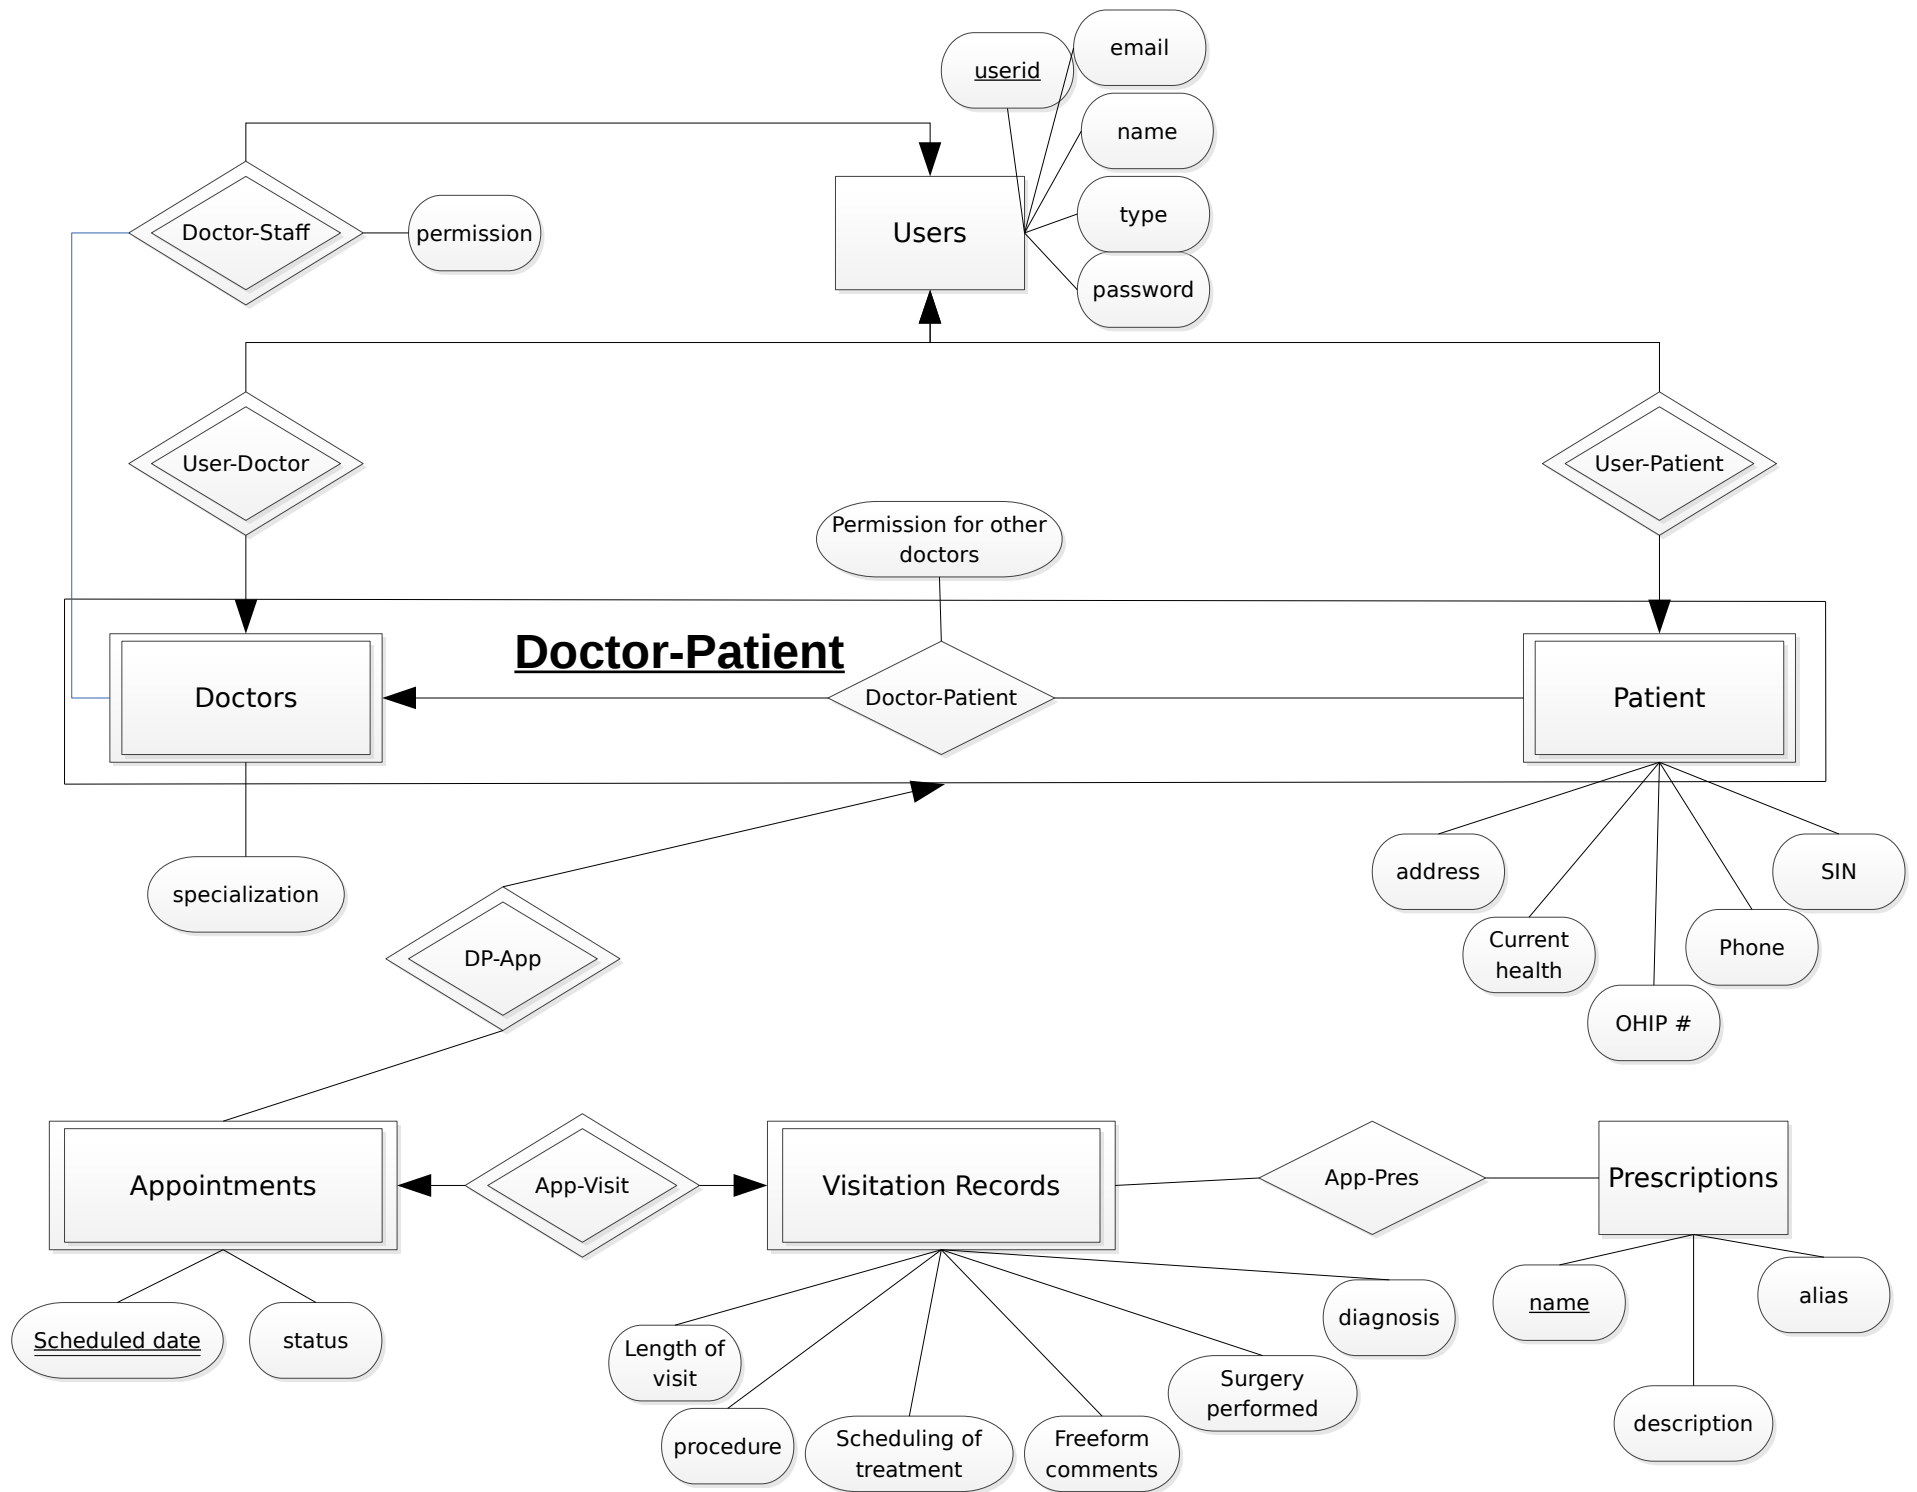 email
userid
name
type
password
Users
Doctor-Staff
permission
User-Doctor
User-Patient
Permission for other
doctors
Doctor-Patient
Doctors
Doctor-Patient
Patient
specialization
address
SIN
Current
health
Phone
OHIP #
DP-App
Appointments
App-Visit
Visitation Records
App-Pres
Prescriptions
Scheduled date
status
Length of
visit
procedure
Scheduling of
treatment
Freeform
comments
Surgery
performed
diagnosis
name
alias
description